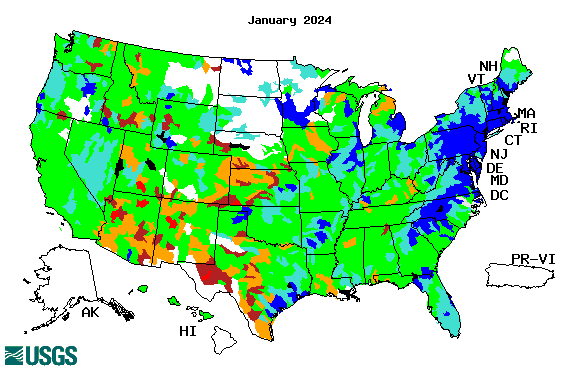 January 2024
NH
VT
MA
RI
CT
NJ
DE
MD
DC
PR-VI
AK
HI
USGS